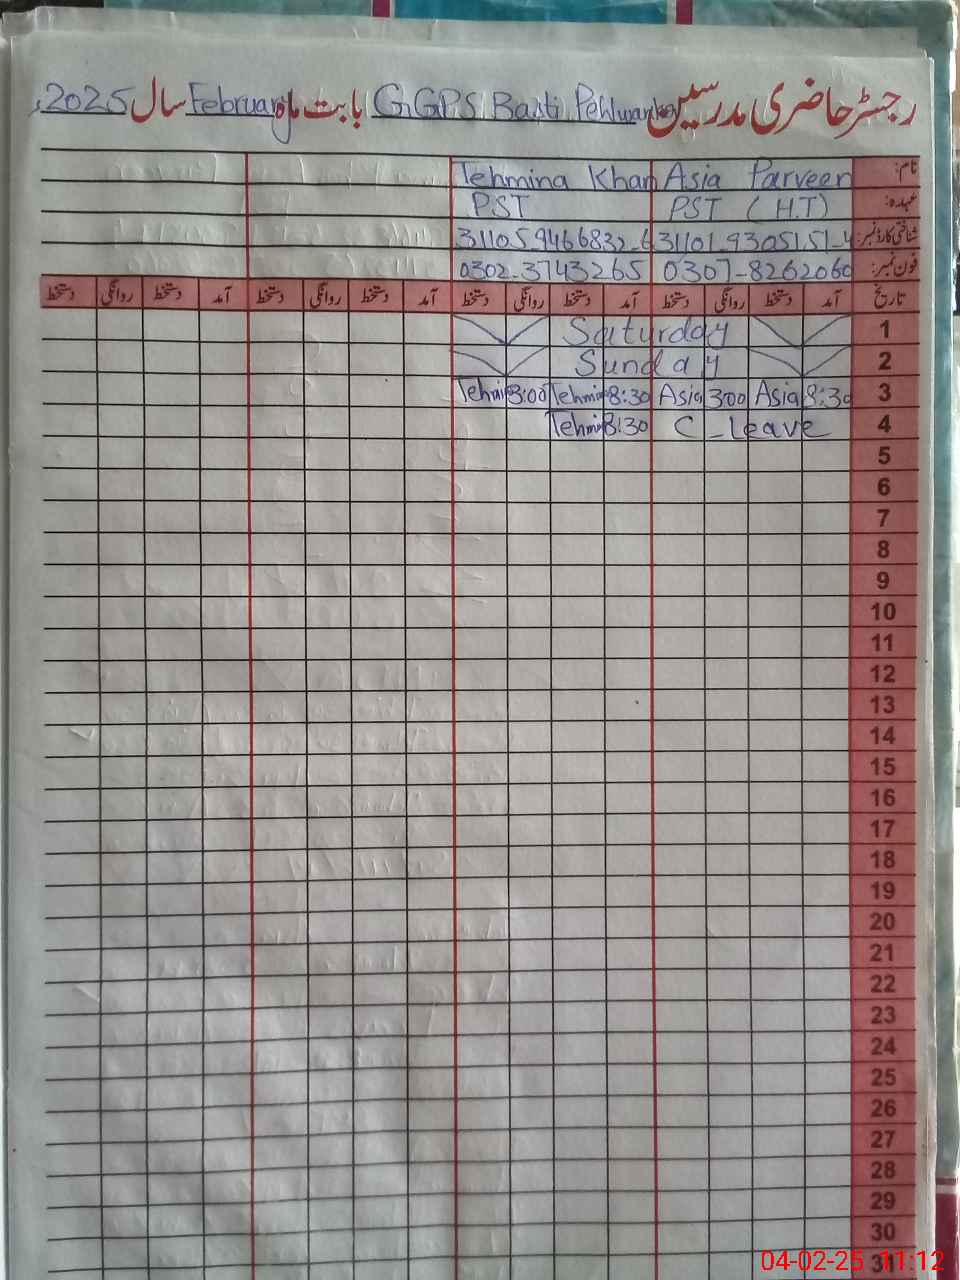 رجسٹر حاضری مدرسین G.GPS Basti Pehlwan بابت ماہ February سال 2025ء
نام: Asia Parveen Tehmina Khan
عہدہ: PST (H.T) PST
شناختی کارڈ نمبر: 31101-9305151-4 31105-9466832-6
فون نمبر: 0307-8262060 0302-3743265
تاریخ آمد دستخط روانگی دستخط آمد دستخط روانگی دستخط آمد دستخط روانگی دستخط آمد دستخط روانگی دستخط
1 Saturday
2 Sunday
3 8:30 Asia 3:00 Asia 8:30 Tehmina 3:00 Tehmina
4 C-leave 8:30 Tehmina
5
6
7
8
9
10
11
12
13
14
15
16
17
18
19
20
21
22
23
24
25
26
27
28
29
30
31
04-02-25 11:12